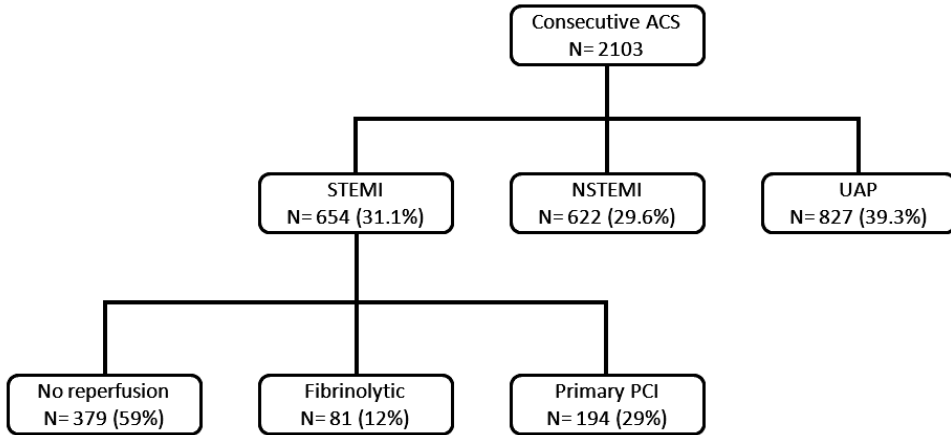 Consecutive ACS
N= 2103
STEMI
N= 654 (31.1%)
NSTEMI
N= 622 (29.6%)
UAP
N= 827 (39.3%)
No reperfusion
N= 379 (59%)
Fibrinolytic
N= 81 (12%)
Primary PCI
N= 194 (29%)